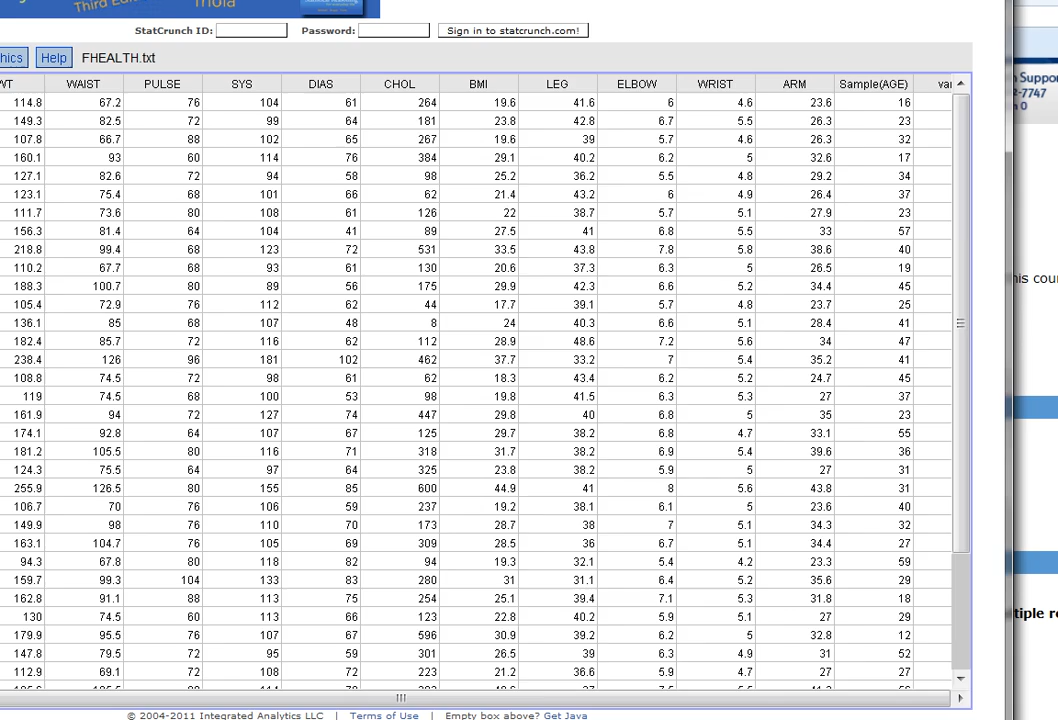 Third Edi
Triola
StatCrunch ID: Password: Sign in to statcrunch.com!
hics Help FHEALTH.txt
WT WAIST PULSE SYS DIAS CHOL BMI LEG ELBOW WRIST ARM Sample(AGE) var
114.8 67.2 76 104 61 264 19.6 41.6 6 4.6 23.6 16
149.3 82.5 72 99 64 181 23.8 42.8 6.7 5.5 26.3 23
107.8 66.7 88 102 65 267 19.6 39 5.7 4.6 26.3 32
160.1 93 60 114 76 384 29.1 40.2 6.2 5 32.6 17
127.1 82.6 72 94 58 98 25.2 36.2 5.5 4.8 29.2 34
123.1 75.4 68 101 66 62 21.4 43.2 6 4.9 26.4 37
111.7 73.6 80 108 61 126 22 38.7 5.7 5.1 27.9 23
156.3 81.4 64 104 41 89 27.5 41 6.8 5.5 33 57
218.8 99.4 68 123 72 531 33.5 43.8 7.8 5.8 38.6 40
110.2 67.7 68 93 61 130 20.6 37.3 6.3 5 26.5 19
188.3 100.7 80 89 56 175 29.9 42.3 6.6 5.2 34.4 45
105.4 72.9 76 112 62 44 17.7 39.1 5.7 4.8 23.7 25
136.1 85 68 107 48 8 24 40.3 6.6 5.1 28.4 41
182.4 85.7 72 116 62 112 28.9 48.6 7.2 5.6 34 47
238.4 126 96 181 102 462 37.7 33.2 7 5.4 35.2 41
108.8 74.5 72 98 61 62 18.3 43.4 6.2 5.2 24.7 45
119 74.5 68 100 53 98 19.8 41.5 6.3 5.3 27 37
161.9 94 72 127 74 447 29.8 40 6.8 5 35 23
174.1 92.8 64 107 67 125 29.7 38.2 6.8 4.7 33.1 55
181.2 105.5 80 116 71 318 31.7 38.2 6.9 5.4 39.6 36
124.3 75.5 64 97 64 325 23.8 38.2 5.9 5 27 31
255.9 126.5 80 155 85 600 44.9 41 8 5.6 43.8 31
106.7 70 76 106 59 237 19.2 38.1 6.1 5 23.6 40
149.9 98 76 110 70 173 28.7 38 7 5.1 34.3 32
163.1 104.7 76 105 69 309 28.5 36 6.7 5.1 34.4 27
94.3 67.8 80 118 82 94 19.3 32.1 5.4 4.2 23.3 59
159.7 99.3 104 133 83 280 31 31.1 6.4 5.2 35.6 29
162.8 91.1 88 113 75 254 25.1 39.4 7.1 5.3 31.8 18
130 74.5 60 113 66 123 22.8 40.2 5.9 5.1 27 29
179.9 95.5 76 107 67 596 30.9 39.2 6.2 5 32.8 12
147.8 79.5 72 95 59 301 26.5 39 6.3 4.9 31 52
112.9 69.1 72 108 72 223 21.2 36.6 5.9 4.7 27 27
© 2004-2011 Integrated Analytics LLC | Terms of Use | Empty box above? Get Java
Suppor
2-7747
n 0
his cou
tiple re